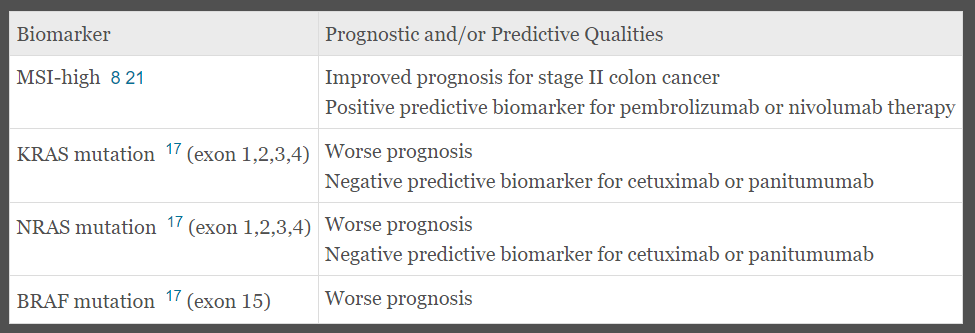 Biomarker
Prognostic and/or Predictive Qualities
MSI-high 8 21
Improved prognosis for stage II colon cancer
Positive predictive biomarker for pembrolizumab or nivolumab therapy
KRAS mutation 17 (exon 1,2,3,4)
Worse prognosis
Negative predictive biomarker for cetuximab or panitumumab
NRAS mutation 17 (exon 1,2,3,4)
Worse prognosis
Negative predictive biomarker for cetuximab or panitumumab
BRAF mutation 17 (exon 15)
Worse prognosis